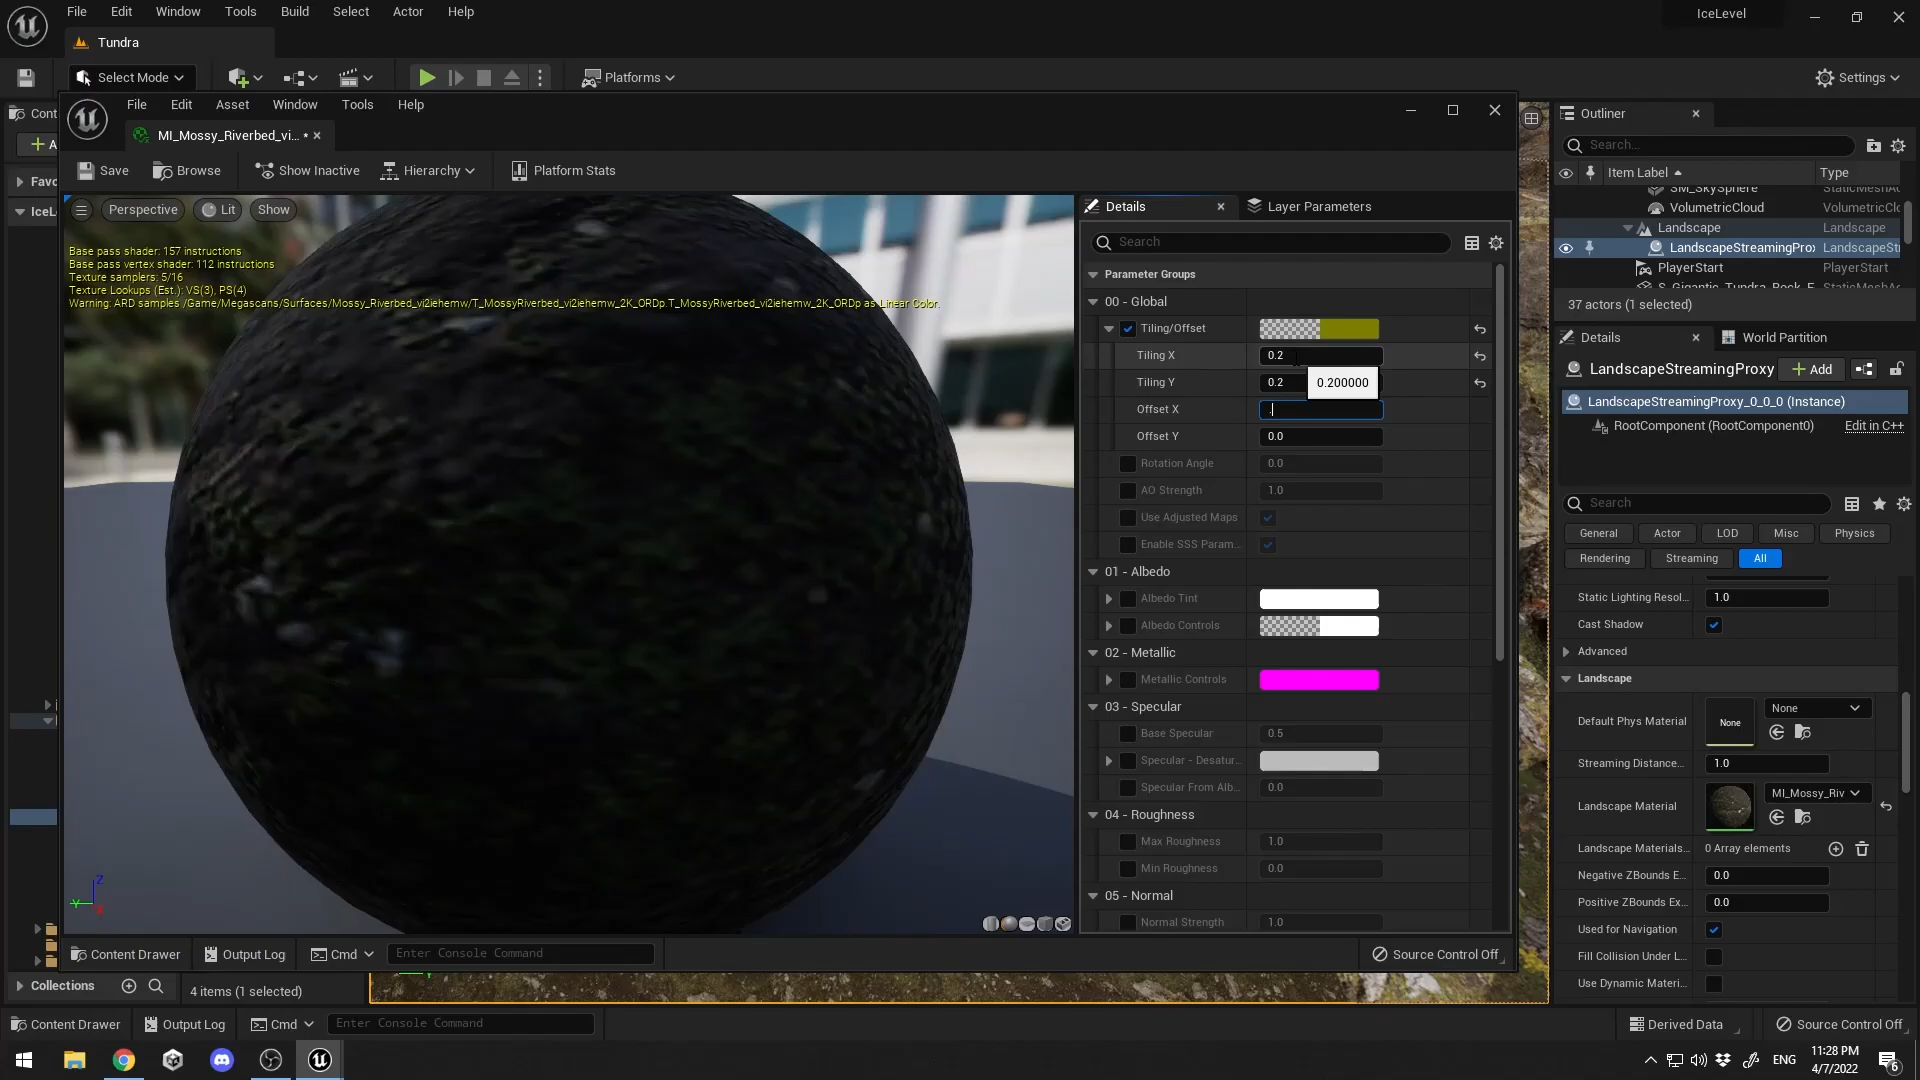 File Edit Window Tools Build Select Actor Help
IceLevel
Tundra
Select Mode
Platforms
Settings
File Edit Asset Window Tools Help
MI_Mossy_Riverbed_vi... •
Save Browse Show Inactive Hierarchy Platform Stats
Perspective Lit Show
Base pass shader: 157 instructions
Base pass vertex shader: 112 instructions
Texture samplers: 5/16
Texture Lookups (Est.): VS(3), PS(4)
Warning: ARD samples /Game/Megascans/Surfaces/Mossy_Riverbed_vi2iehemw/T_MossyRiverbed_vi2iehemw_2K_ORDp.T_MossyRiverbed_vi2iehemw_2K_ORDp as Linear Color.
Cont
A
Favo
IceL
Details Layer Parameters
Search
Parameter Groups
00 - Global
Tiling/Offset
Tiling X 0.2
Tiling Y 0.2
0.200000
Offset X .
Offset Y 0.0
Rotation Angle 0.0
AO Strength 1.0
Use Adjusted Maps
Enable SSS Param...
01 - Albedo
Albedo Tint
Albedo Controls
02 - Metallic
Metallic Controls
03 - Specular
Base Specular 0.5
Specular - Desatur...
Specular From Alb... 0.0
04 - Roughness
Max Roughness 1.0
Min Roughness 0.0
05 - Normal
Normal Strength 1.0
Z
Y
X
Content Drawer Output Log Cmd Enter Console Command Source Control Off
Outliner
Search...
Item Label Type
SM_SkySphere StaticMeshAc
VolumetricCloud VolumetricClo
Landscape Landscape
LandscapeStreamingProx LandscapeStr
PlayerStart PlayerStart
37 actors (1 selected)
Details World Partition
LandscapeStreamingProxy Add
LandscapeStreamingProxy_0_0_0 (Instance)
RootComponent (RootComponent0) Edit in C++
Search
General Actor LOD Misc Physics
Rendering Streaming All
Static Lighting Resol... 1.0
Cast Shadow
Advanced
Landscape
Default Phys Material None None
Streaming Distance... 1.0
Landscape Material MI_Mossy_Riv
Landscape Materials... 0 Array elements
Negative ZBounds E... 0.0
Positive ZBounds Ex... 0.0
Used for Navigation
Fill Collision Under L...
Use Dynamic Materi...
Collections
4 items (1 selected)
Content Drawer Output Log Cmd Enter Console Command Derived Data Source Control Off
ENG
11:28 PM
4/7/2022
6